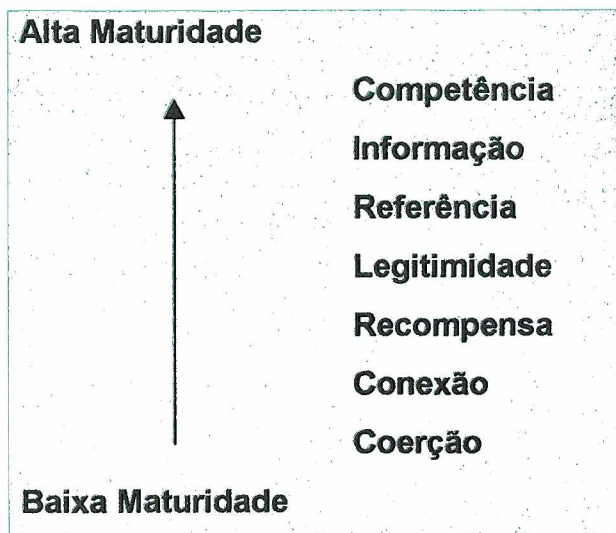 Alta Maturidade
Competência
Informação
Referência
Legitimidade
Recompensa
Conexão
Coerção
Baixa Maturidade